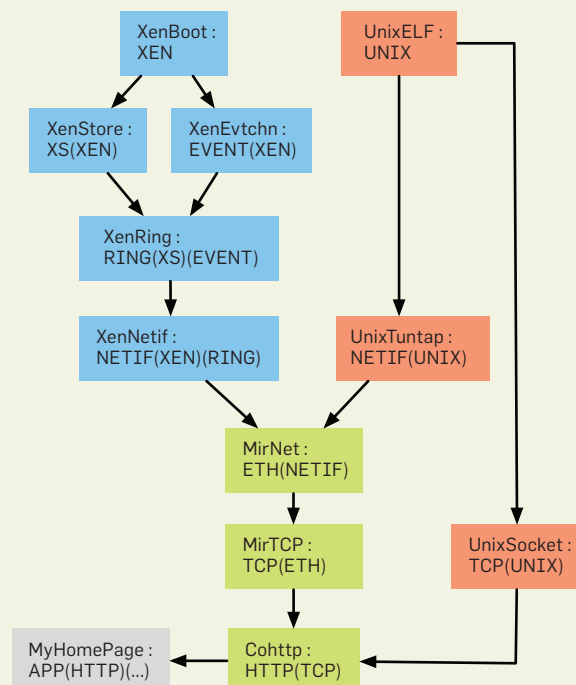 XenBoot :
XEN
UnixELF :
UNIX
XenStore :
XS(XEN)
XenEvtchn :
EVENT(XEN)
XenRing :
RING(XS)(EVENT)
XenNetif :
NETIF(XEN)(RING)
UnixTuntap :
NETIF(UNIX)
MirNet :
ETH(NETIF)
MirTCP :
TCP(ETH)
UnixSocket :
TCP(UNIX)
MyHomePage :
APP(HTTP)(...)
Cohttp :
HTTP(TCP)